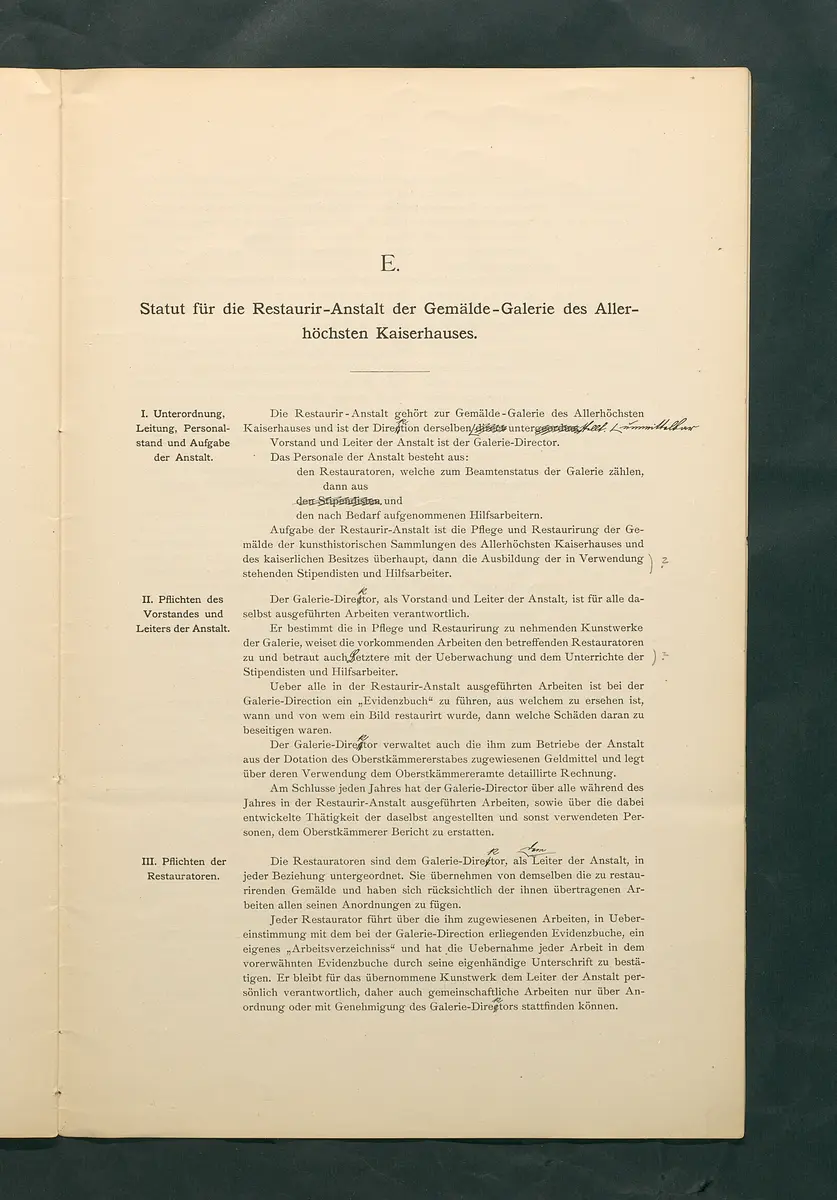 E.
Statut für die Restaurir-Anstalt der Gemälde-Galerie des Aller-
höchsten Kaiserhauses.
I. Unterordnung,
Leitung, Personal-
stand und Aufgabe
der Anstalt.
Die Restaurir-Anstalt gehört zur Gemälde-Galerie des Allerhöchsten
Kaiserhauses und ist der Direktion derselben unmittelbar unterstellt.
Vorstand und Leiter der Anstalt ist der Galerie-Director.
Das Personale der Anstalt besteht aus:
den Restauratoren, welche zum Beamtenstatus der Galerie zählen,
dann aus
den Stipendisten, und
den nach Bedarf aufgenommenen Hilfsarbeitern.
Aufgabe der Restaurir-Anstalt ist die Pflege und Restaurirung der Ge-
mälde der kunsthistorischen Sammlungen des Allerhöchsten Kaiserhauses und
des kaiserlichen Besitzes überhaupt, dann die Ausbildung der in Verwendung ) ?
stehenden Stipendisten und Hilfsarbeiter.
II. Pflichten des
Vorstandes und
Leiters der Anstalt.
Der Galerie-Direktor, als Vorstand und Leiter der Anstalt, ist für alle da-
selbst ausgeführten Arbeiten verantwortlich.
Er bestimmt die in Pflege und Restaurirung zu nehmenden Kunstwerke
der Galerie, weiset die vorkommenden Arbeiten den betreffenden Restauratoren
zu und betraut auch letztere mit der Ueberwachung und dem Unterrichte der ) ?
Stipendisten und Hilfsarbeiter.
Ueber alle in der Restaurir-Anstalt ausgeführten Arbeiten ist bei der
Galerie-Direction ein „Evidenzbuch“ zu führen, aus welchem zu ersehen ist,
wann und von wem ein Bild restaurirt wurde, dann welche Schäden daran zu
beseitigen waren.
Der Galerie-Direktor verwaltet auch die ihm zum Betriebe der Anstalt
aus der Dotation des Oberstkämmererstabes zugewiesenen Geldmittel und legt
über deren Verwendung dem Oberstkämmereramte detaillirte Rechnung.
Am Schlusse jeden Jahres hat der Galerie-Director über alle während des
Jahres in der Restaurir-Anstalt ausgeführten Arbeiten, sowie über die dabei
entwickelte Thätigkeit der daselbst angestellten und sonst verwendeten Per-
sonen, dem Oberstkämmerer Bericht zu erstatten.
III. Pflichten der
Restauratoren.
Die Restauratoren sind dem Galerie-Direktor, als dem Leiter der Anstalt, in
jeder Beziehung untergeordnet. Sie übernehmen von demselben die zu restau-
rirenden Gemälde und haben sich rücksichtlich der ihnen übertragenen Ar-
beiten allen seinen Anordnungen zu fügen.
Jeder Restaurator führt über die ihm zugewiesenen Arbeiten, in Ueber-
einstimmung mit dem bei der Galerie-Direction erliegenden Evidenzbuche, ein
eigenes „Arbeitsverzeichniss“ und hat die Uebernahme jeder Arbeit in dem
vorerwähnten Evidenzbuche durch seine eigenhändige Unterschrift zu bestä-
tigen. Er bleibt für das übernommene Kunstwerk dem Leiter der Anstalt per-
sönlich verantwortlich, daher auch gemeinschaftliche Arbeiten nur über An-
ordnung oder mit Genehmigung des Galerie-Direktors stattfinden können.